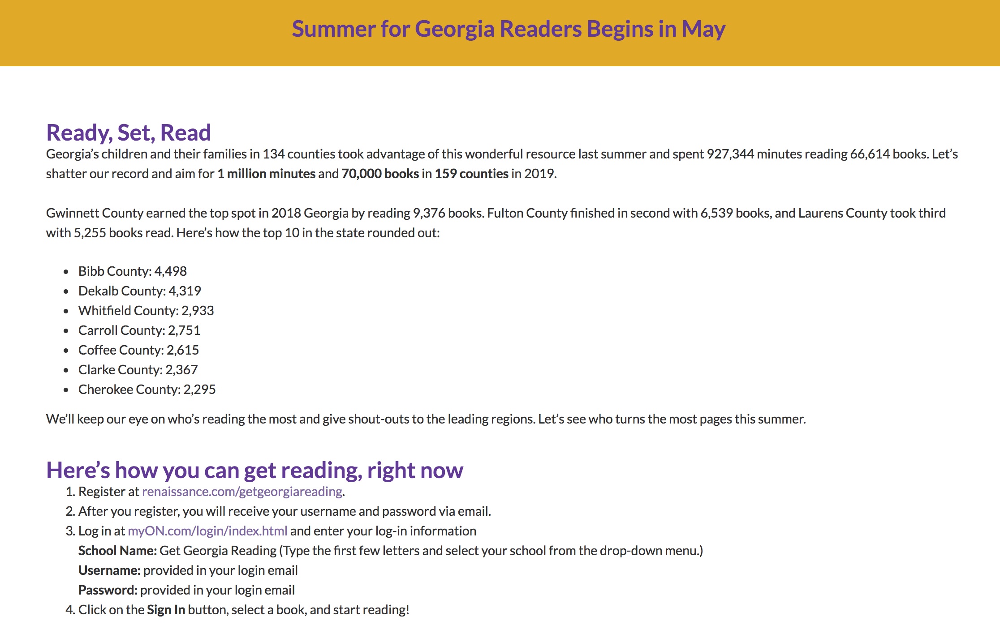 Summer for Georgia Readers Begins in May
Ready, Set, Read
Georgia’s children and their families in 134 counties took advantage of this wonderful resource last summer and spent 927,344 minutes reading 66,614 books. Let’s
shatter our record and aim for 1 million minutes and 70,000 books in 159 counties in 2019.
Gwinnett County earned the top spot in 2018 Georgia by reading 9,376 books. Fulton County finished in second with 6,539 books, and Laurens County took third
with 5,255 books read. Here’s how the top 10 in the state rounded out:
• Bibb County: 4,498
• Dekalb County: 4,319
• Whitfield County: 2,933
• Carroll County: 2,751
• Coffee County: 2,615
• Clarke County: 2,367
• Cherokee County: 2,295
We’ll keep our eye on who’s reading the most and give shout-outs to the leading regions. Let’s see who turns the most pages this summer.
Here’s how you can get reading, right now
1. Register at renaissance.com/getgeorgiareading.
2. After you register, you will receive your username and password via email.
3. Log in at myON.com/login/index.html and enter your log-in information
School Name: Get Georgia Reading (Type the first few letters and select your school from the drop-down menu.)
Username: provided in your login email
Password: provided in your login email
4. Click on the Sign In button, select a book, and start reading!